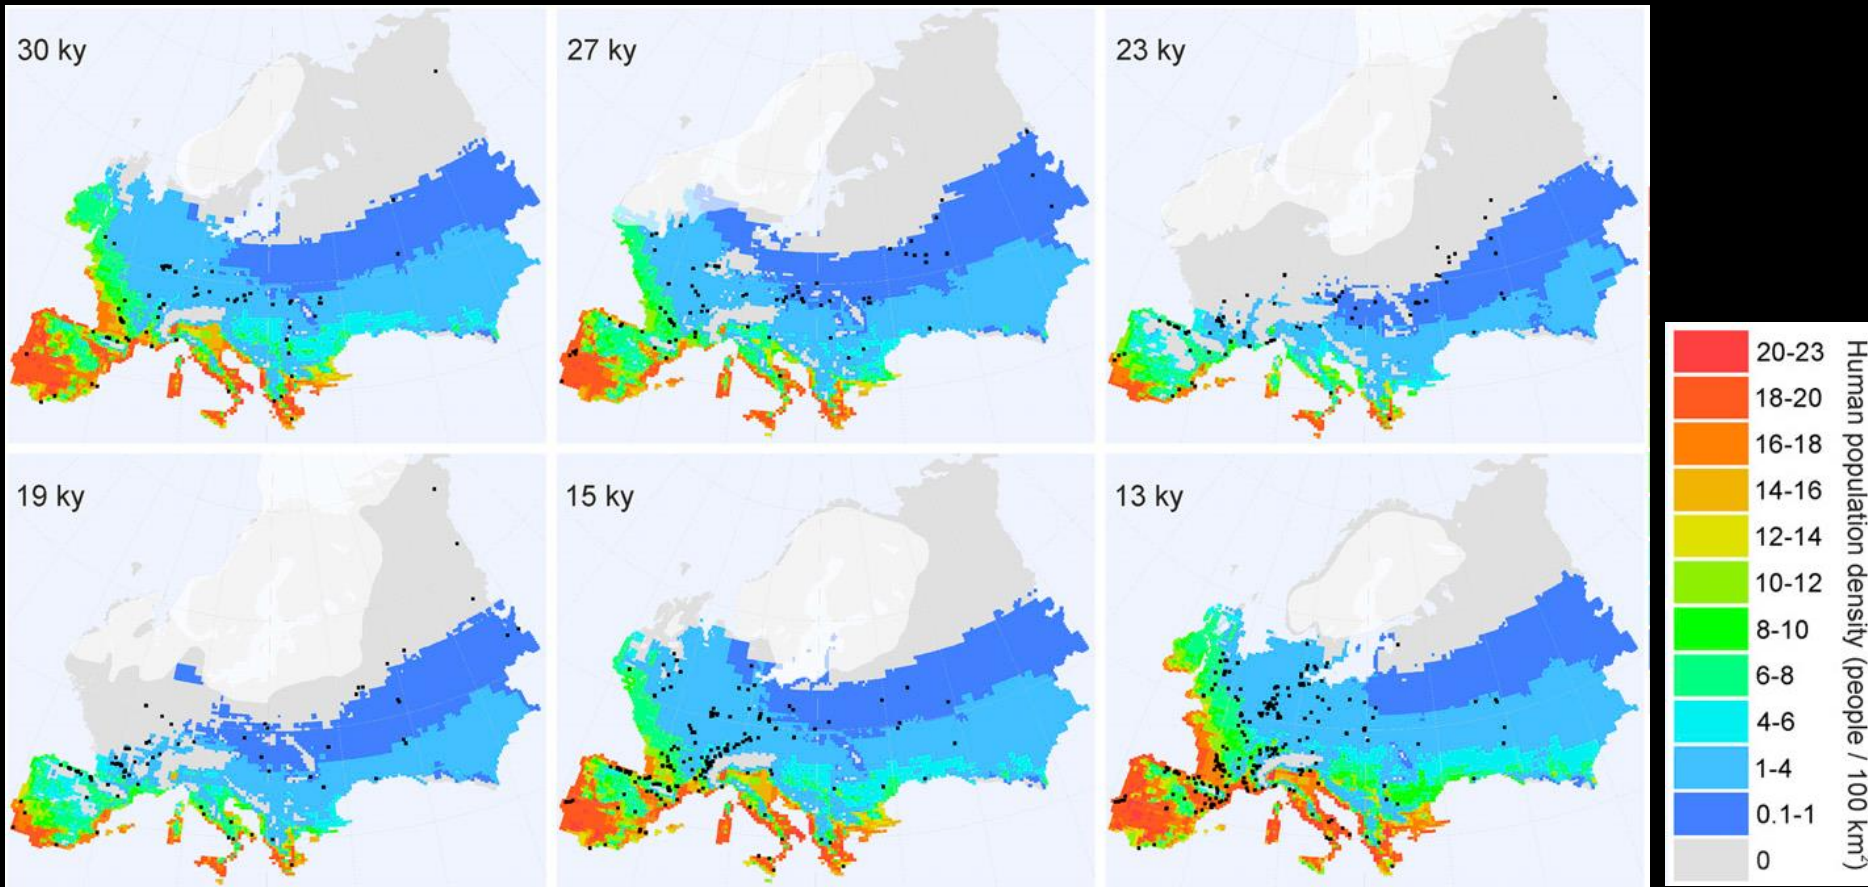 30 ky
27 ky
23 ky
19 ky
15 ky
13 ky
20-23
18-20
16-18
14-16
12-14
10-12
8-10
6-8
4-6
1-4
0.1-1
0
Human population density (people / 100 km²)